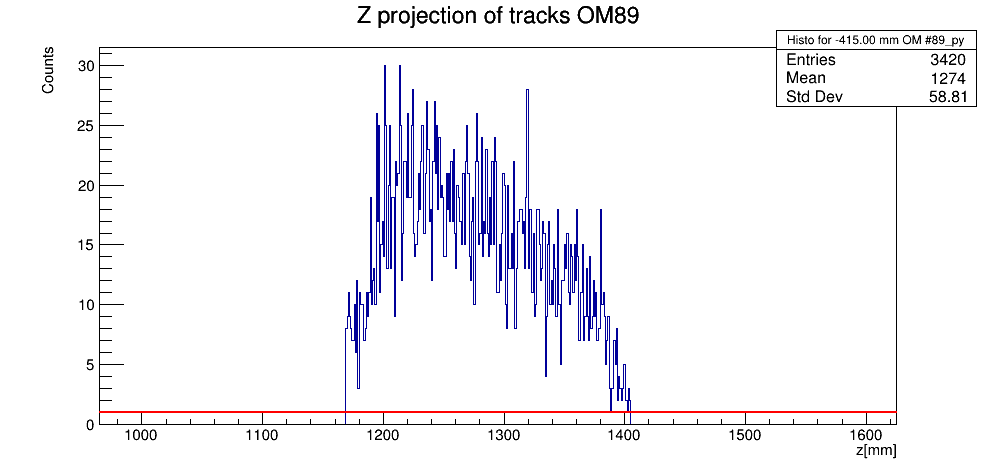 Z projection of tracks OM89
Histo for -415.00 mm OM #89_py
Entries 3420
Mean 1274
Std Dev 58.81
Counts
30
25
20
15
10
5
0
1000 1100 1200 1300 1400 1500 1600
z[mm]